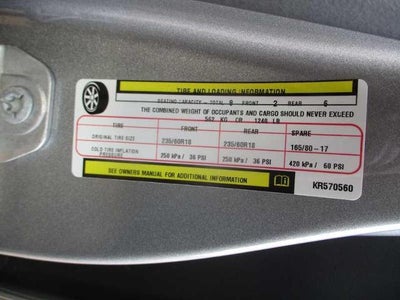 TIRE AND LOADING INFORMATION
SEATING CAPACITY - TOTAL 8 FRONT 2 REAR 6
THE COMBINED WEIGHT OF OCCUPANTS AND CARGO SHOULD NEVER EXCEED
562 KG OR 1240 LB
TIRE FRONT REAR SPARE
ORIGINAL TIRE SIZE 235/60R18 235/60R18 165/80-17
COLD TIRE INFLATION PRESSURE 250 kPa / 36 PSI 250 kPa / 36 PSI 420 kPa / 60 PSI
SEE OWNERS MANUAL FOR ADDITIONAL INFORMATION
KR570560